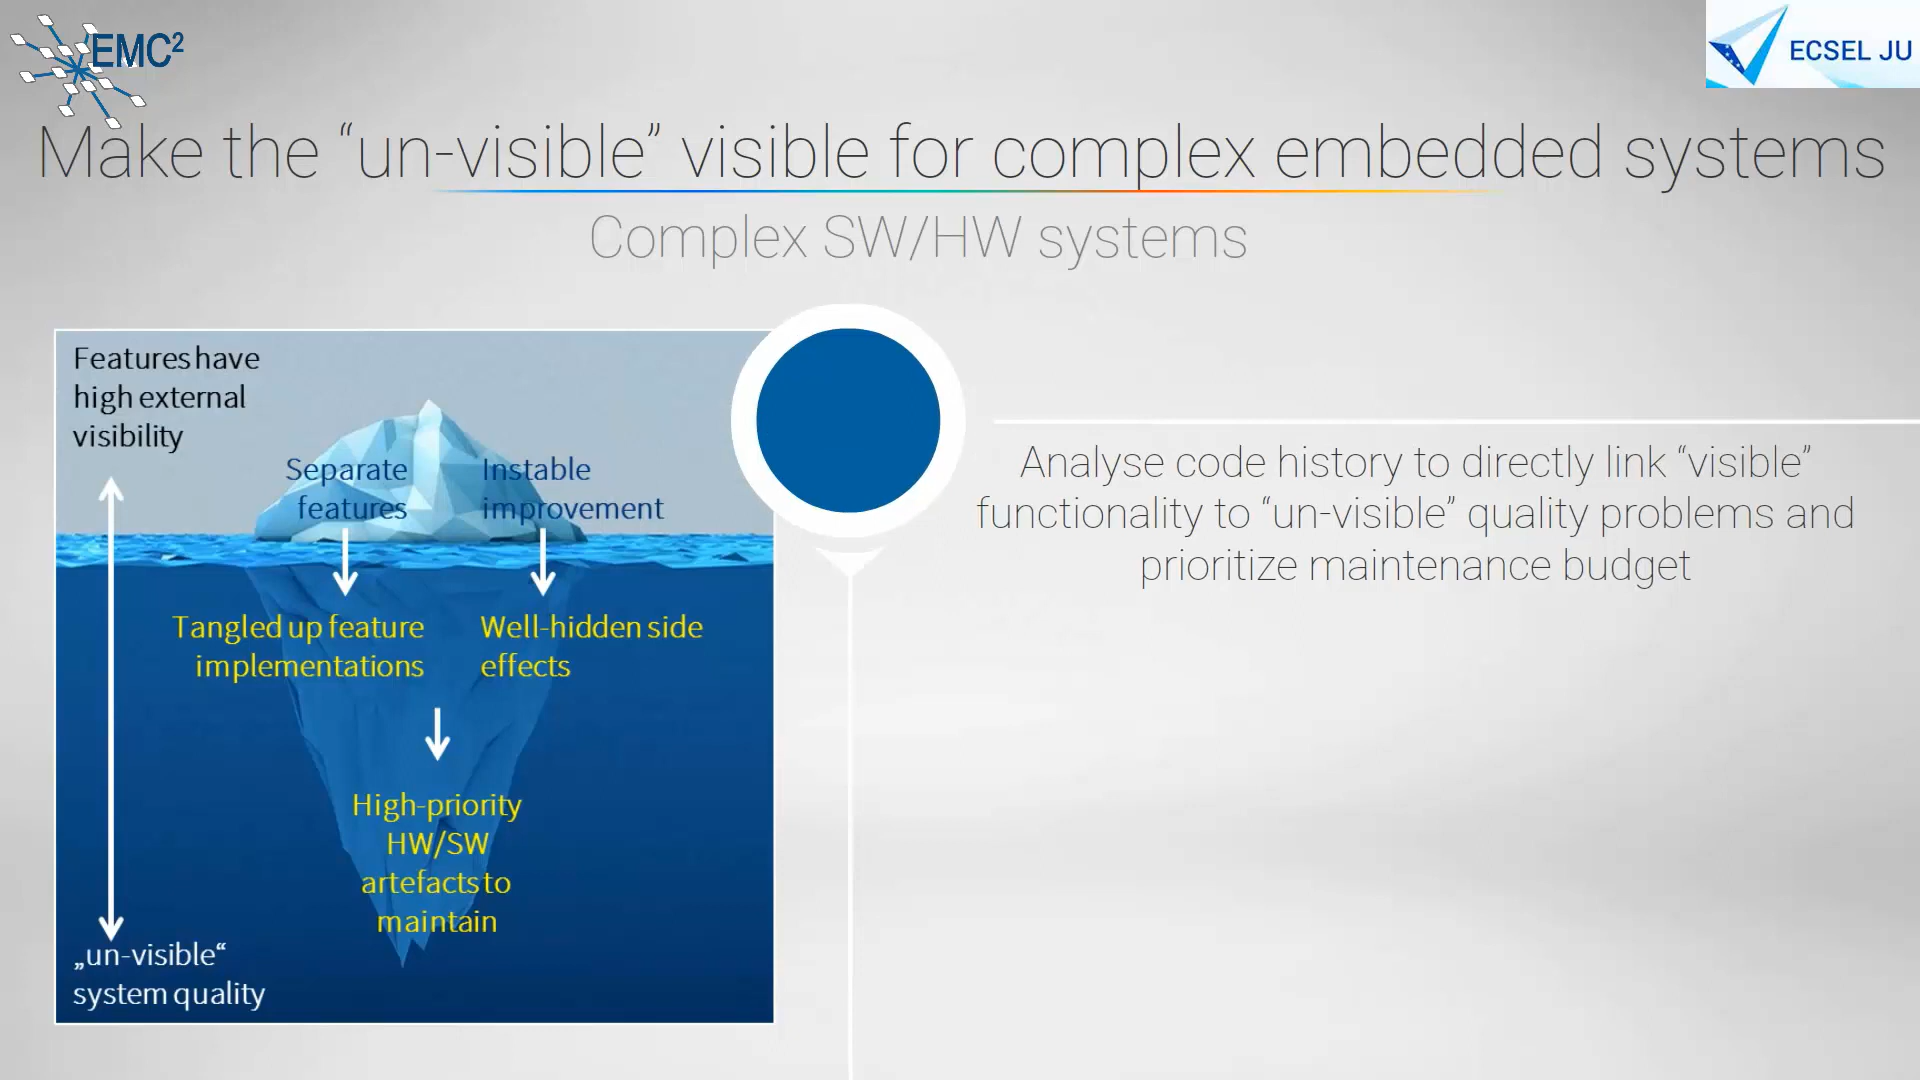 EMC²
ECSEL JU
Make the “un-visible” visible for complex embedded systems
Complex SW/HW systems
Features have
high external
visibility
Separate
features
Instable
improvement
Tangled up feature
implementations
Well-hidden side
effects
High-priority
HW/SW
artefacts to
maintain
„un-visible“
system quality
Analyse code history to directly link “visible”
functionality to “un-visible” quality problems and
prioritize maintenance budget